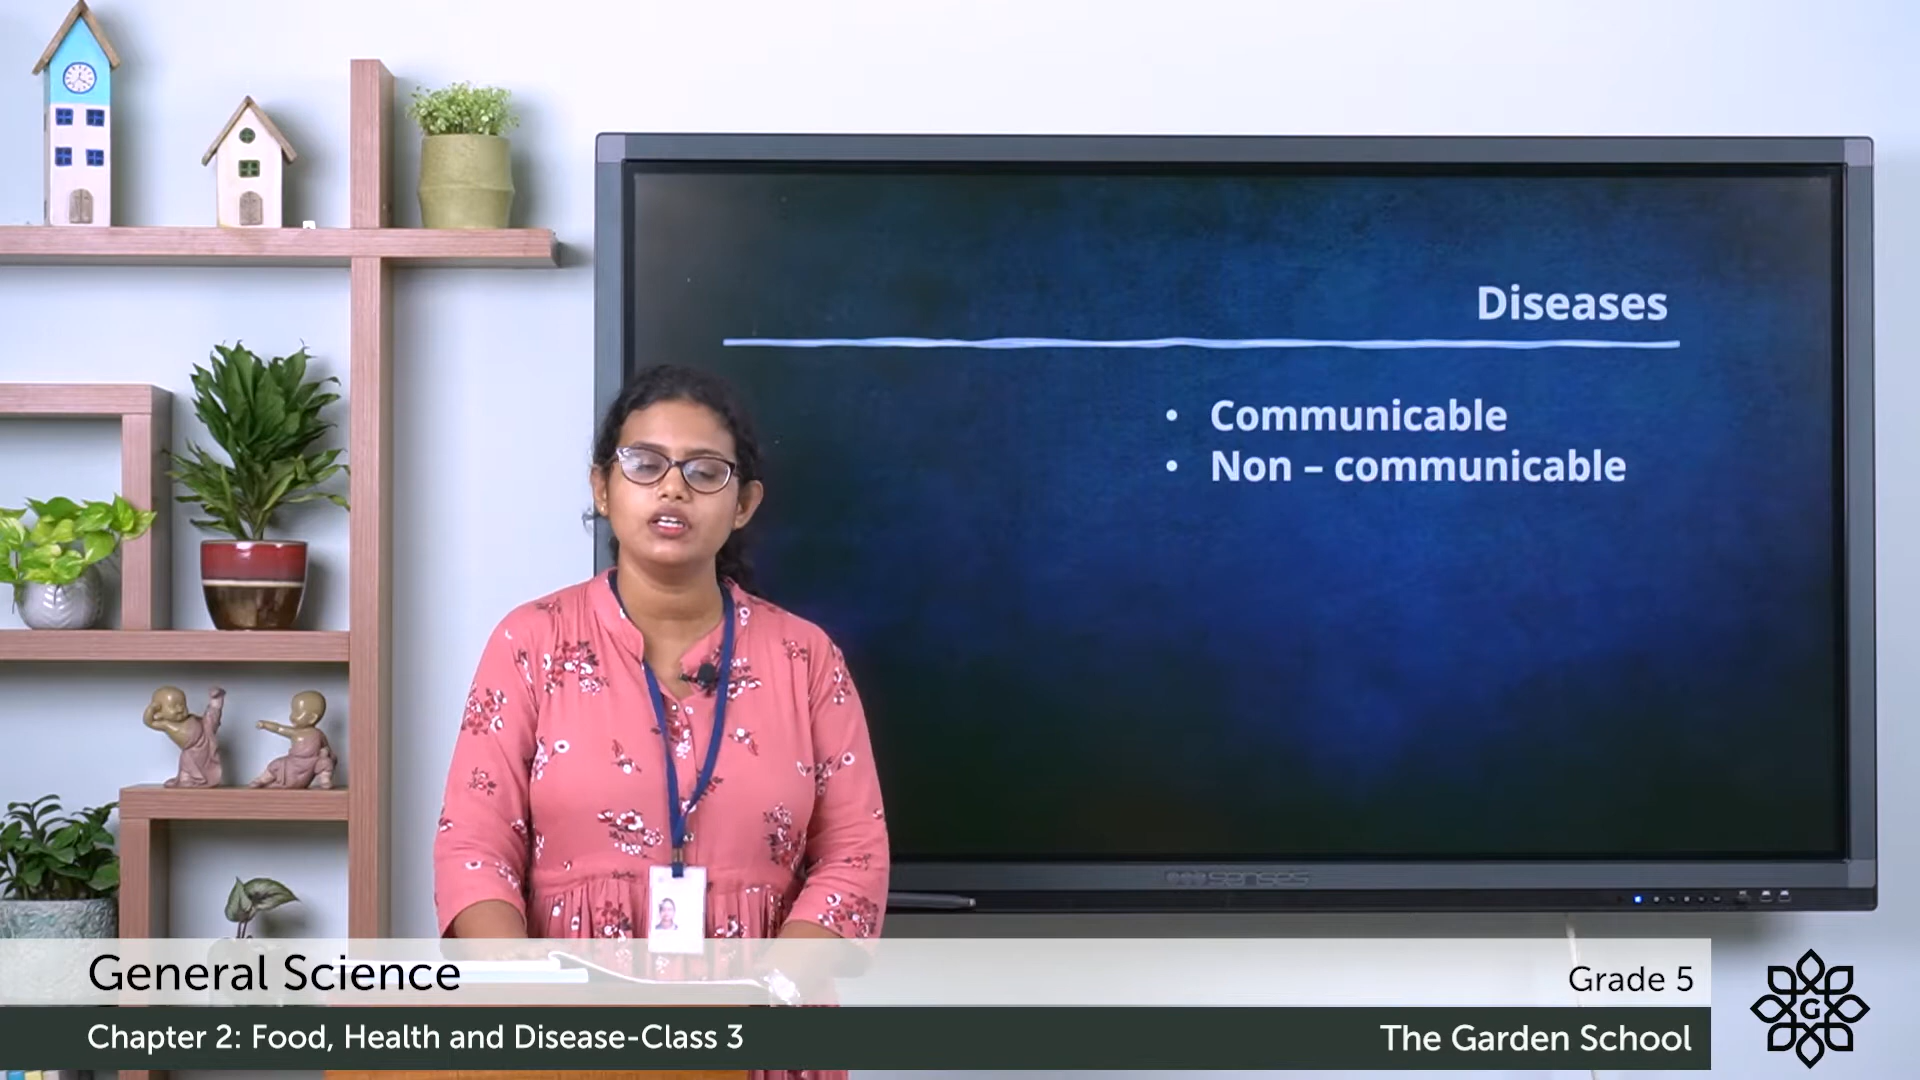 Diseases
• Communicable
• Non – communicable
General Science
Grade 5
Chapter 2: Food, Health and Disease-Class 3
The Garden School
G